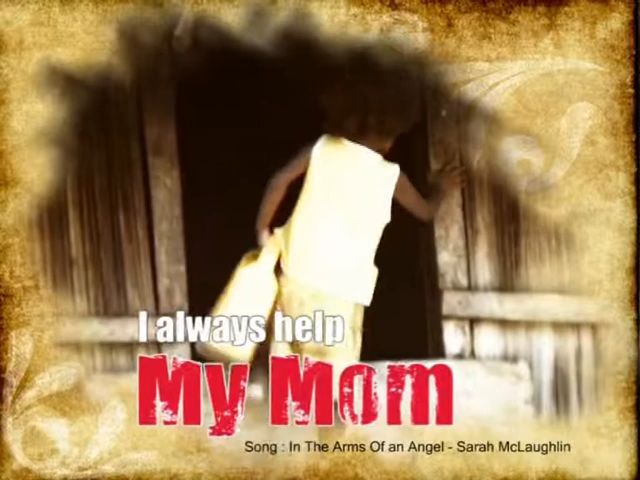 I always help
My Mom
Song : In The Arms Of an Angel - Sarah McLaughlin